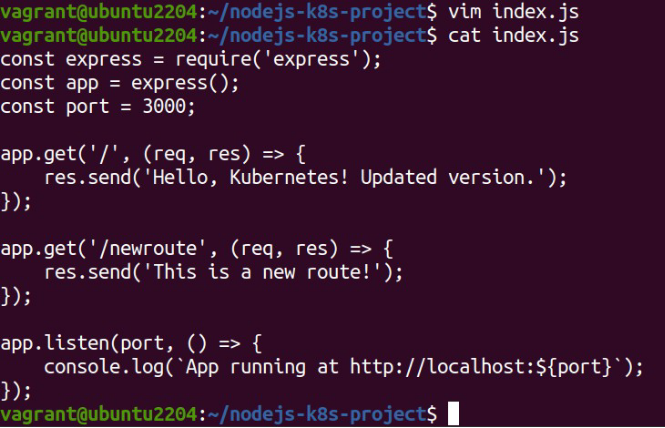 vagrant@ubuntu2204:~/nodejs-k8s-project$ vim index.js
vagrant@ubuntu2204:~/nodejs-k8s-project$ cat index.js
const express = require('express');
const app = express();
const port = 3000;

app.get('/', (req, res) => {
    res.send('Hello, Kubernetes! Updated version.');
});

app.get('/newroute', (req, res) => {
    res.send('This is a new route!');
});

app.listen(port, () => {
    console.log(`App running at http://localhost:${port}`);
});
vagrant@ubuntu2204:~/nodejs-k8s-project$